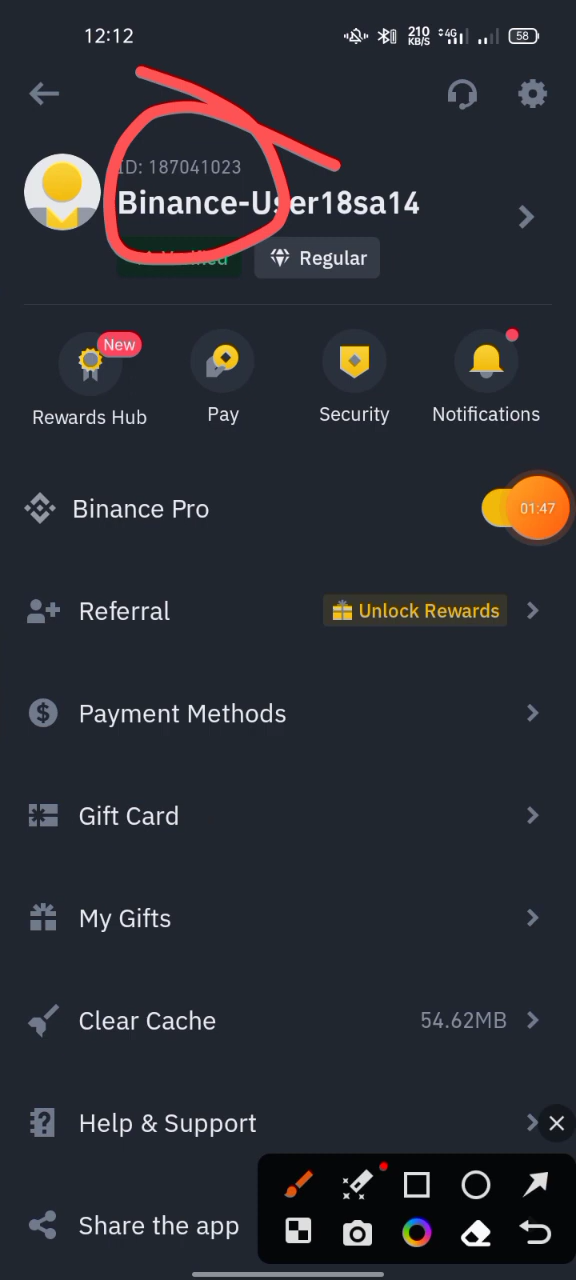 12:12
210 KB/S 4G 58
ID: 187041023
Binance-User18sa14
Verified Regular
New
Rewards Hub Pay Security Notifications
Binance Pro 01:47
Referral Unlock Rewards
Payment Methods
Gift Card
My Gifts
Clear Cache 54.62MB
Help & Support
Share the app